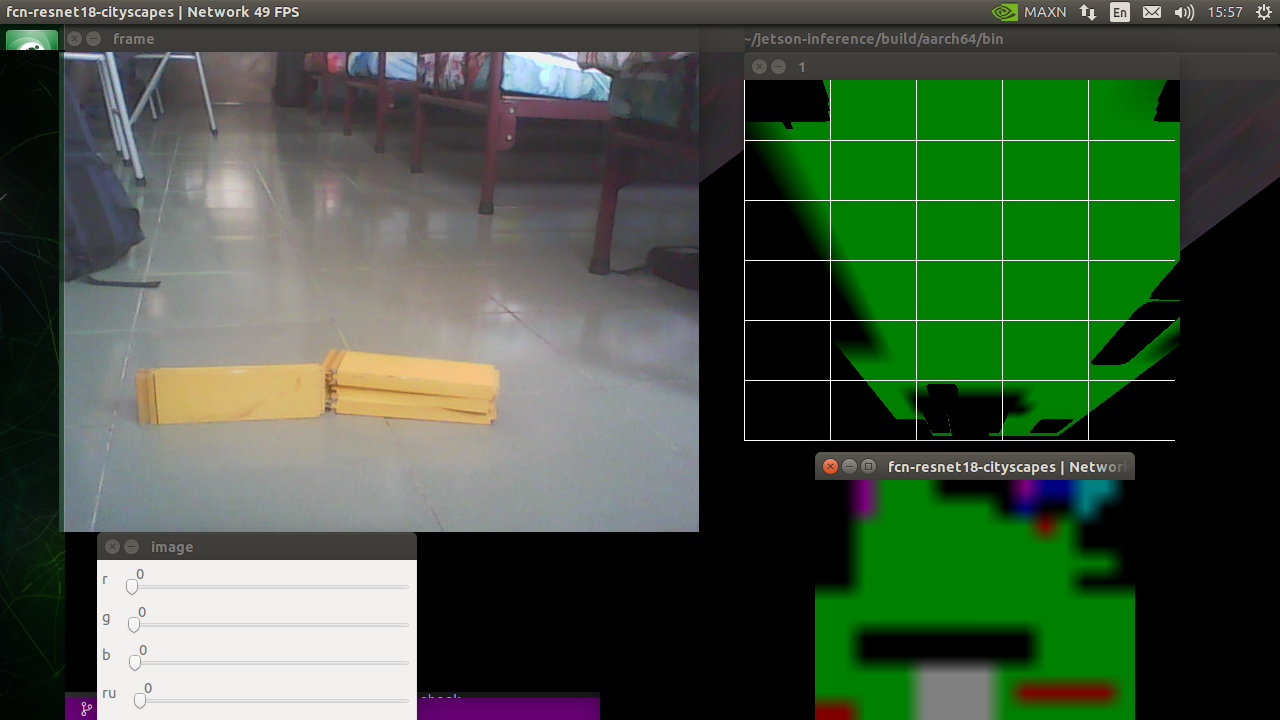 fcn-resnet18-cityscapes | Network 49 FPS
MAXN
En
15:57
frame
~/jetson-inference/build/aarch64/bin
1
fcn-resnet18-cityscapes | Networ
image
r 0
g 0
b 0
ru 0